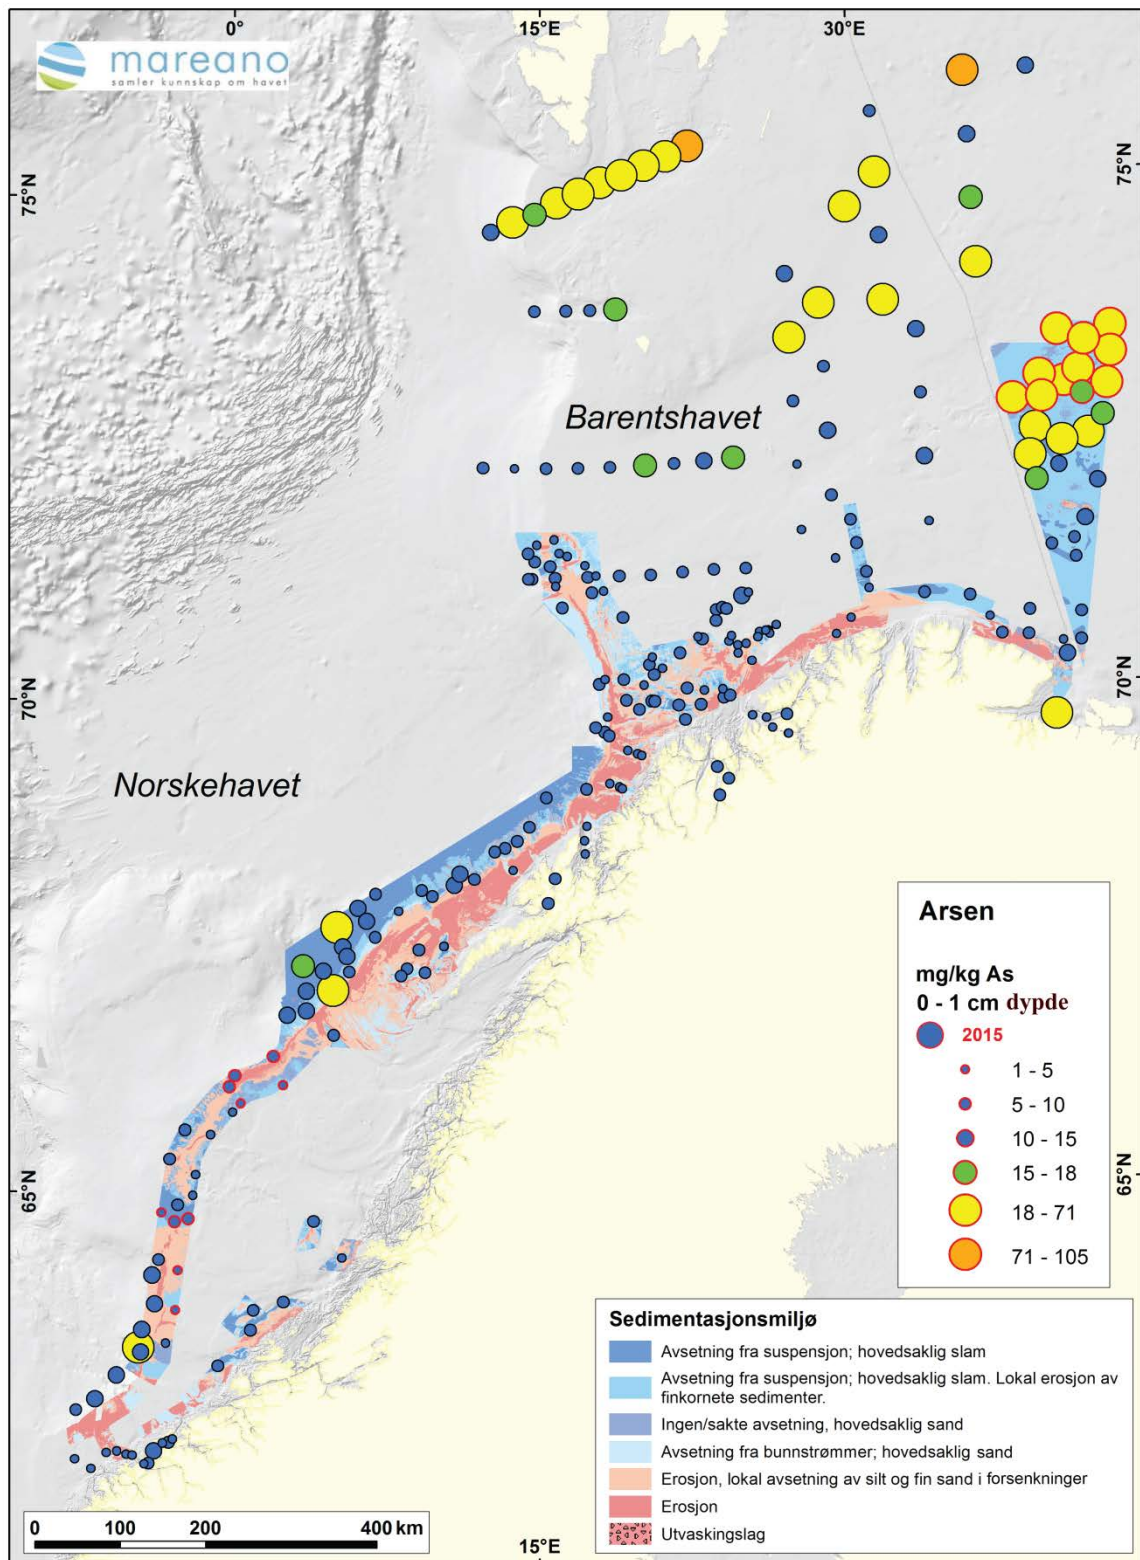 0°
15°E
30°E
mareano
samler kunnskap om havet
75°N
75°N
Barentshavet
70°N
70°N
Norskehavet
Arsen
mg/kg As
0 - 1 cm dypde
2015
1 - 5
5 - 10
10 - 15
15 - 18
18 - 71
71 - 105
65°N
65°N
Sedimentasjonsmiljø
Avsetning fra suspensjon; hovedsaklig slam
Avsetning fra suspensjon; hovedsaklig slam. Lokal erosjon av
finkornete sedimenter.
Ingen/sakte avsetning, hovedsaklig sand
Avsetning fra bunnstrømmer; hovedsaklig sand
Erosjon, lokal avsetning av silt og fin sand i forsenkninger
Erosjon
Utvaskingslag
0 100 200 400 km
15°E